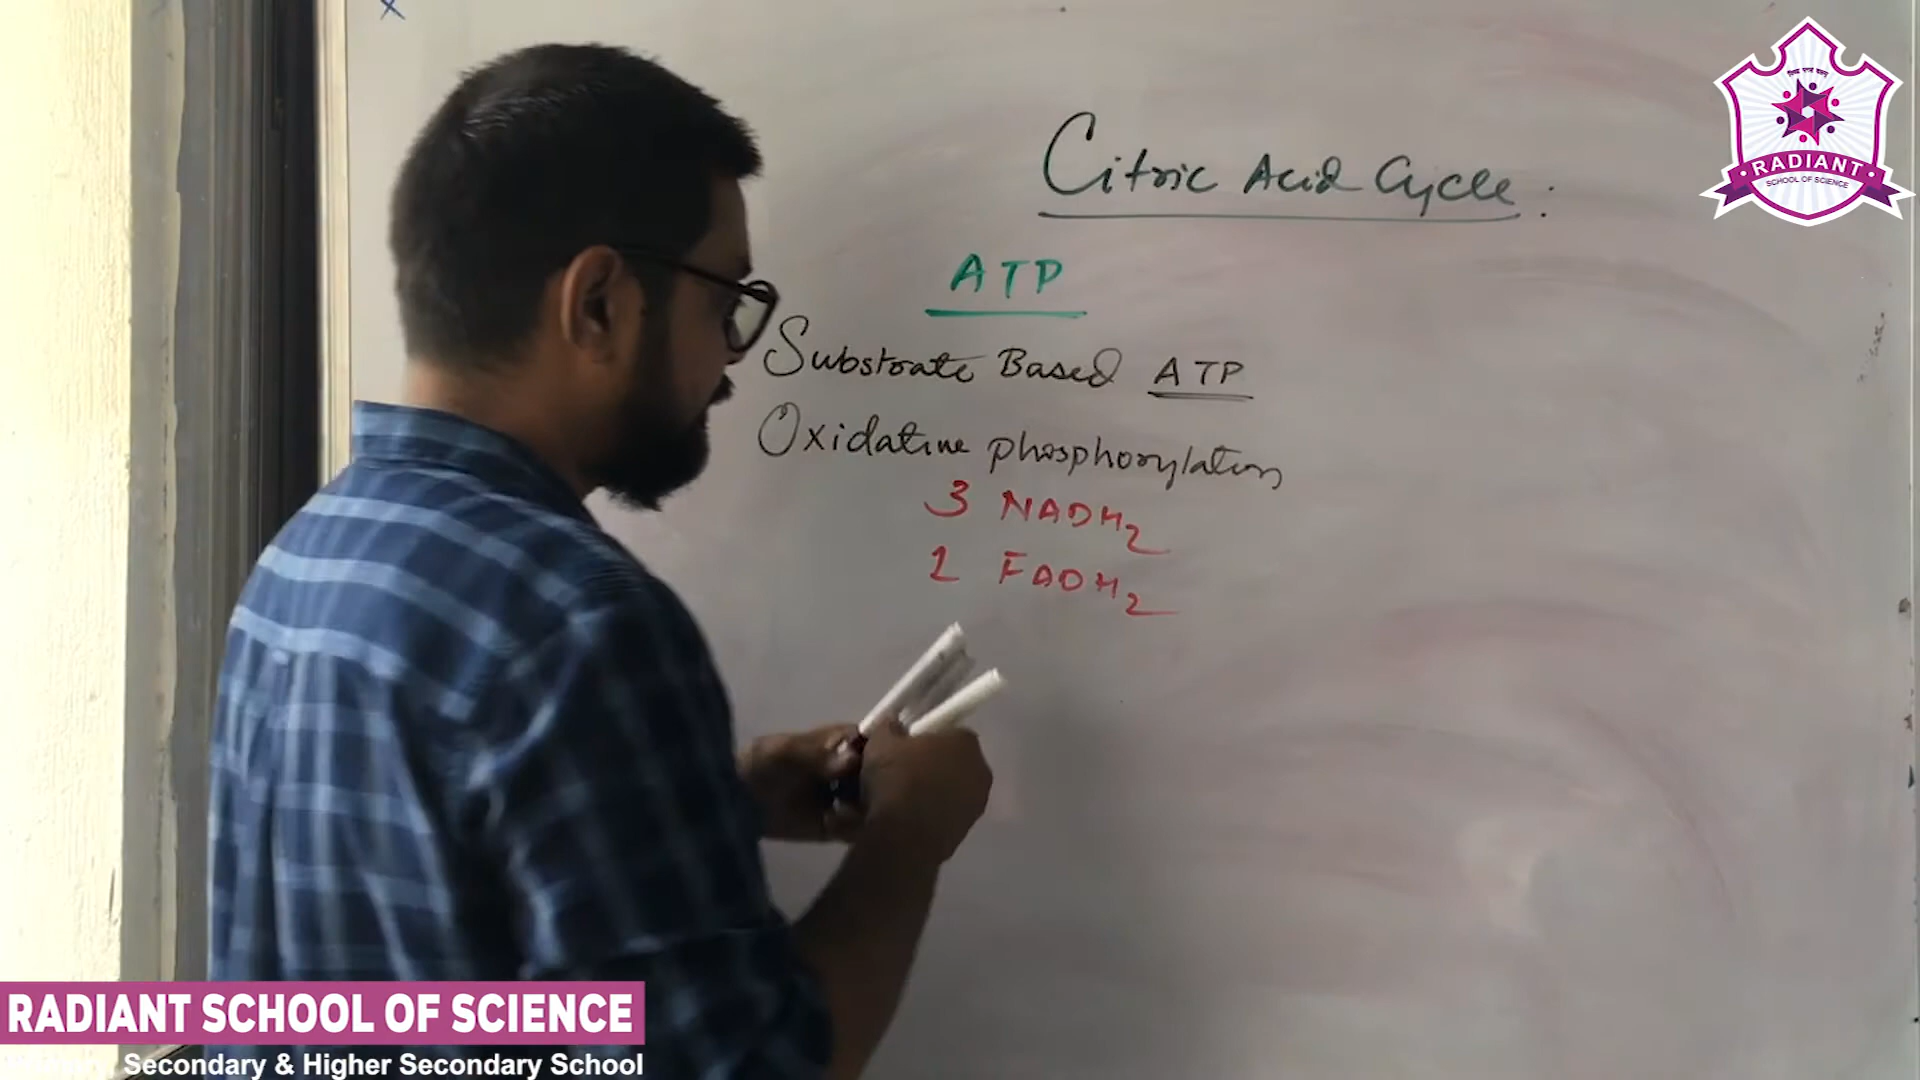 Citric Acid Cycle :
ATP
Substrate Based ATP
Oxidative phosphorylation
3 NADH2
2 FADH2
RADIANT
SCHOOL OF SCIENCE
RADIANT SCHOOL OF SCIENCE
Secondary & Higher Secondary School